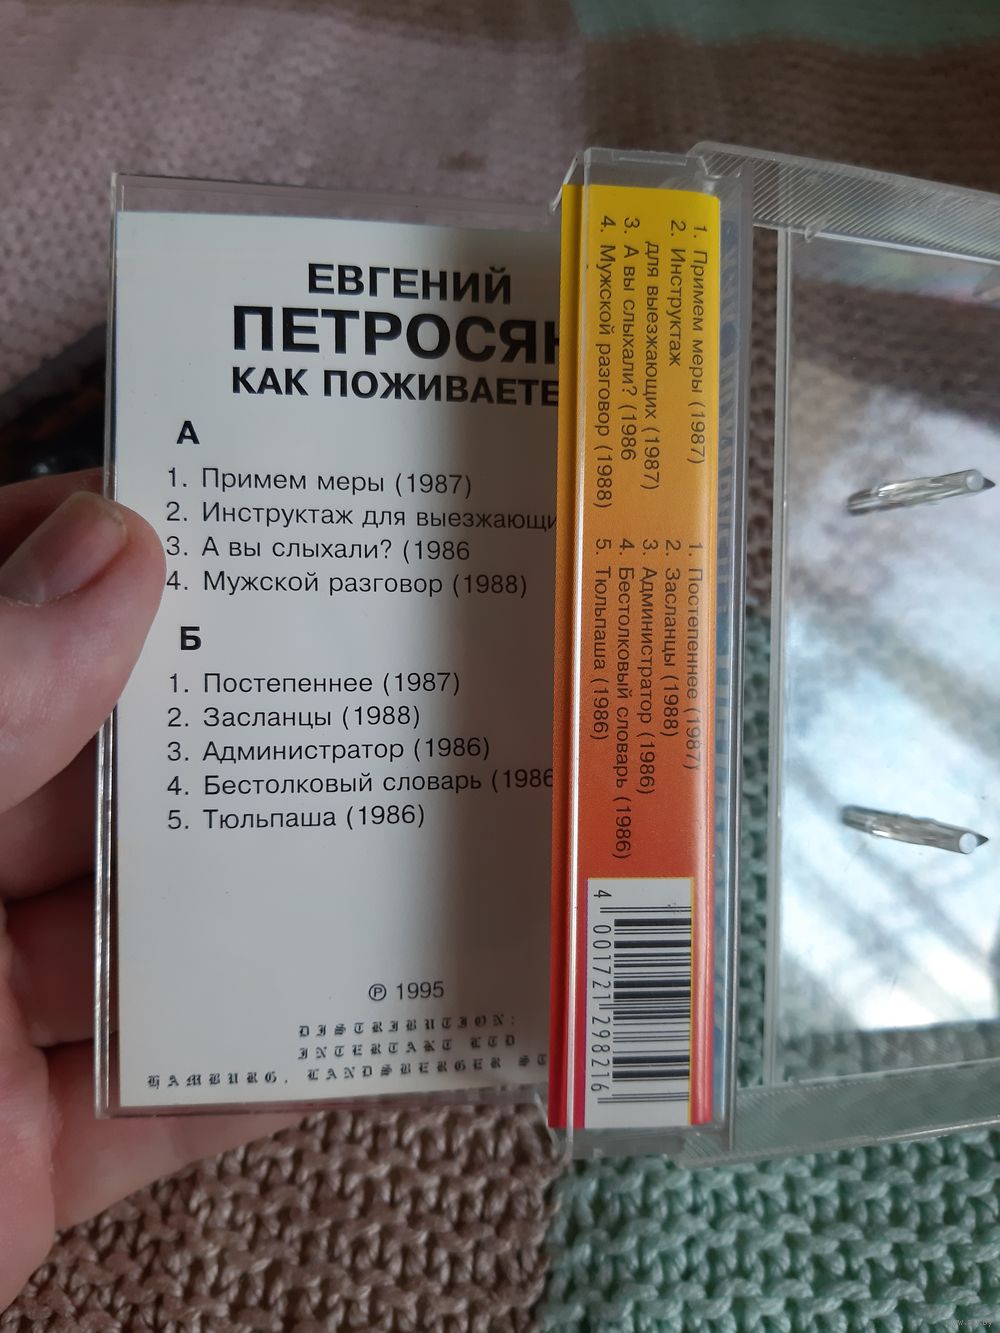 ЕВГЕНИЙ
ПЕТРОСЯН
КАК ПОЖИВАЕТЕ
А
1. Примем меры (1987)
2. Инструктаж для выезжающи
3. А вы слыхали? (1986
4. Мужской разговор (1988)
Б
1. Постепеннее (1987)
2. Засланцы (1988)
3. Администратор (1986)
4. Бестолковый словарь (1986
5. Тюльпаша (1986)
℗ 1995
DISTRIBUTION:
INTERTAKT LTD
HAMBURG, LANDSBERGER ST
1. Примем меры (1987)
2. Инструктаж
для выезжающих (1987)
3. А вы слыхали? (1986
4. Мужской разговор (1988)
1. Постепеннее (1987)
2. Засланцы (1988)
3. Администратор (1986)
4. Бестолковый словарь (1986)
5. Тюльпаша (1986)
4 001721 298216